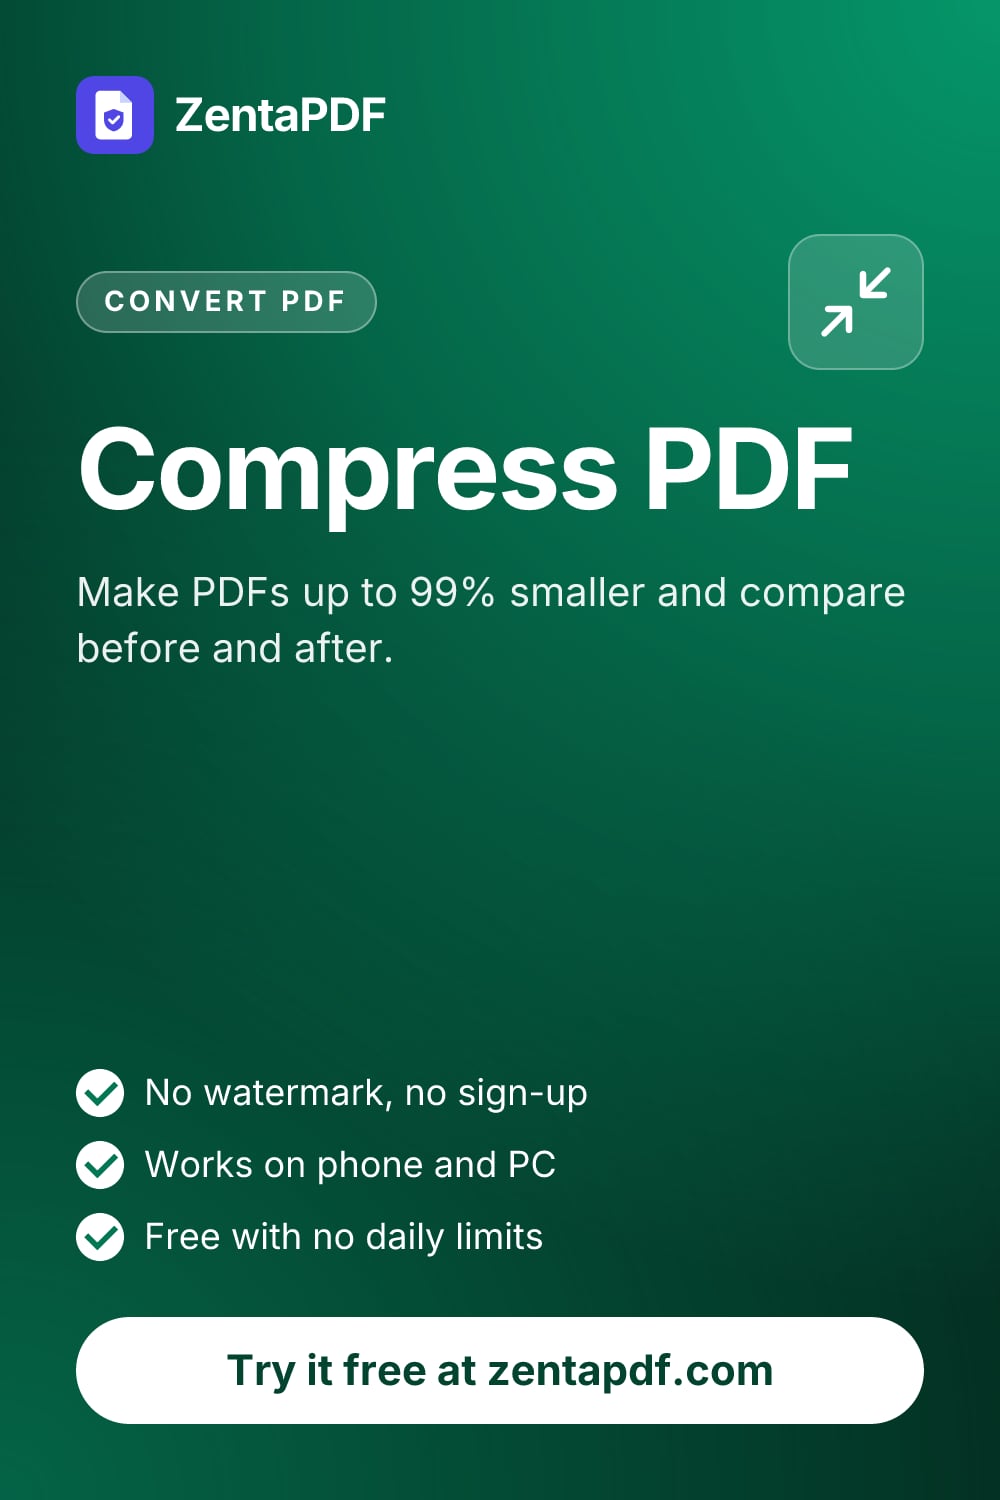 ZentaPDF
CONVERT PDF
Compress PDF
Make PDFs up to 99% smaller and compare
before and after.
No watermark, no sign-up
Works on phone and PC
Free with no daily limits
Try it free at zentapdf.com